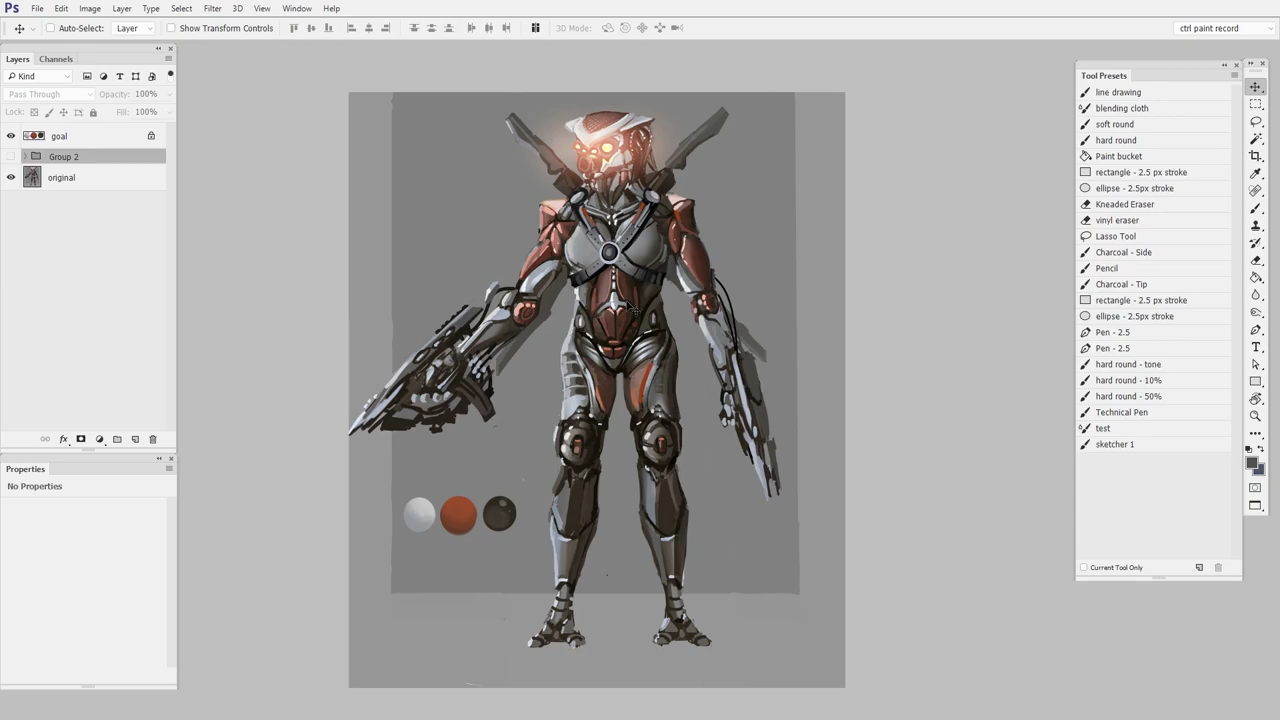 Ps File Edit Image Layer Type Select Filter 3D View Window Help
Auto-Select: Layer Show Transform Controls 3D Mode: ctrl paint record
Layers Channels
Kind
Pass Through Opacity: 100%
Lock: Fill: 100%
goal
Group 2
original
fx
Properties
No Properties
Tool Presets
line drawing
blending cloth
soft round
hard round
Paint bucket
rectangle - 2.5 px stroke
ellipse - 2.5px stroke
Kneaded Eraser
vinyl eraser
Lasso Tool
Charcoal - Side
Pencil
Charcoal - Tip
rectangle - 2.5 px stroke
ellipse - 2.5px stroke
Pen - 2.5
Pen - 2.5
hard round - tone
hard round - 10%
hard round - 50%
Technical Pen
test
sketcher 1
Current Tool Only